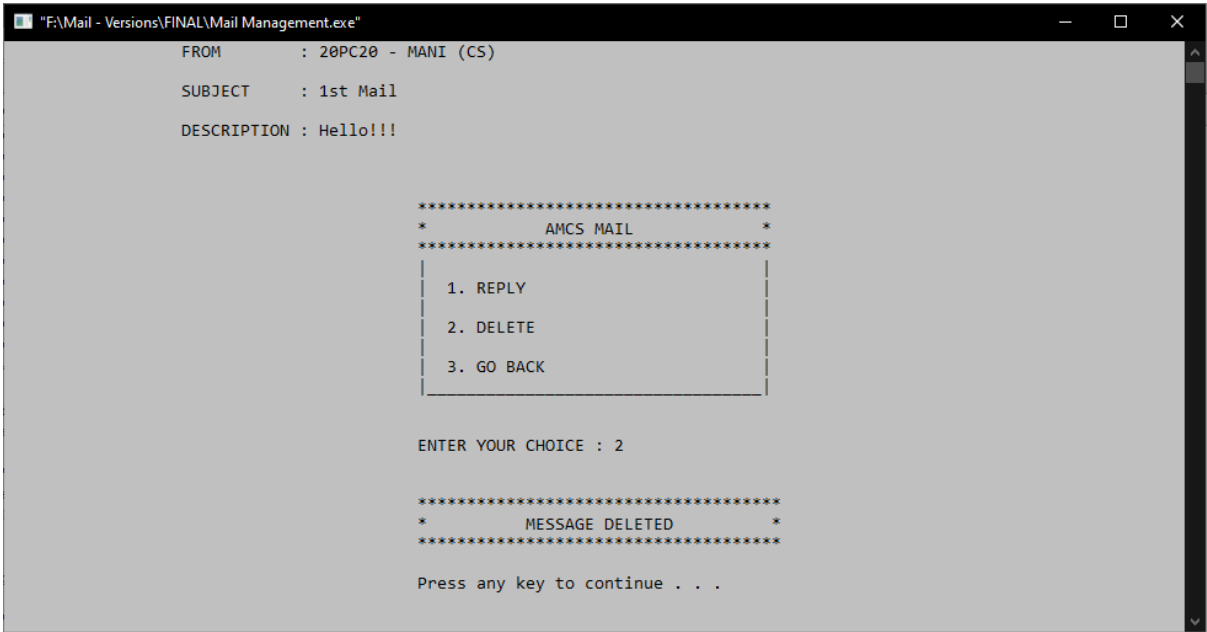 "F:\Mail - Versions\FINAL\Mail Management.exe"
FROM        : 20PC20 - MANI (CS)
SUBJECT     : 1st Mail
DESCRIPTION : Hello!!!
************************************
*            AMCS MAIL             *
************************************
1. REPLY
2. DELETE
3. GO BACK
ENTER YOUR CHOICE : 2
*************************************
*          MESSAGE DELETED          *
*************************************
Press any key to continue . . .